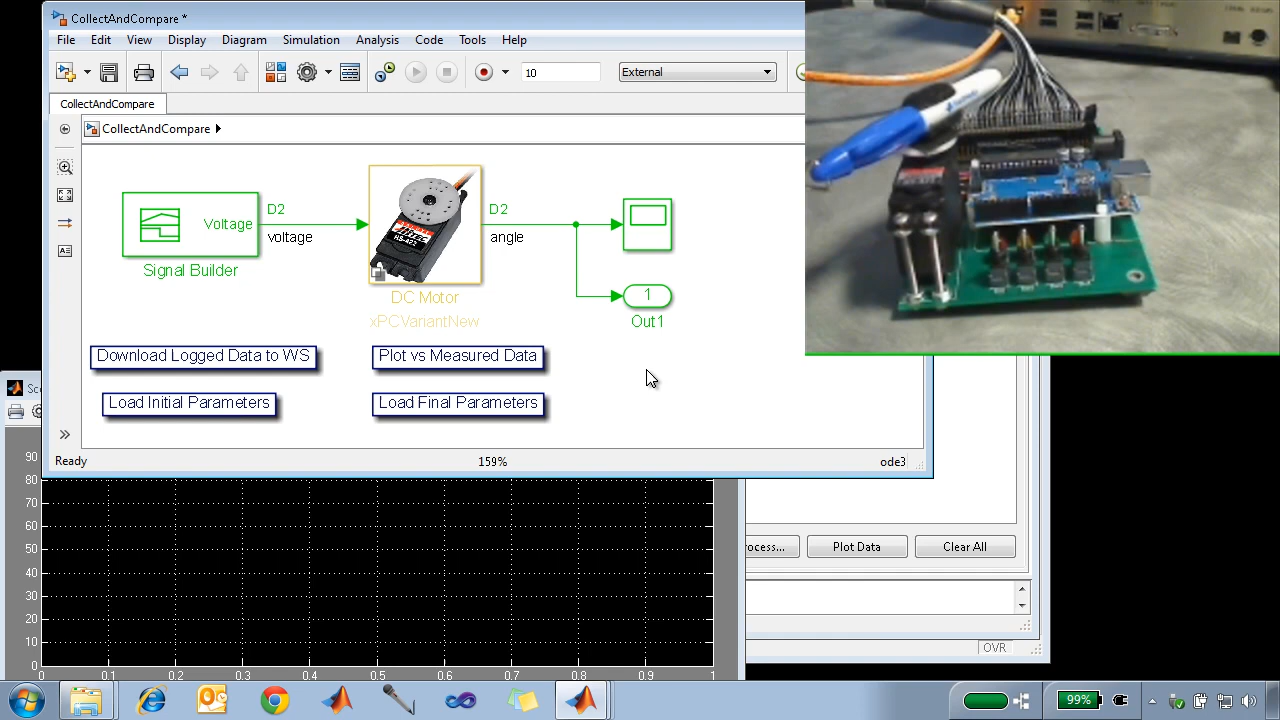 CollectAndCompare *
File Edit View Display Diagram Simulation Analysis Code Tools Help
10 External
CollectAndCompare
CollectAndCompare
Voltage
Signal Builder
D2
voltage
DC Motor
xPCVariantNew
D2
angle
1
Out1
Download Logged Data to WS
Plot vs Measured Data
Load Initial Parameters
Load Final Parameters
Ready 159% ode3
Sc
90
80
70
60
50
40
30
20
10
0
0 0.1 0.2 0.3 0.4 0.5 0.6 0.7 0.8 0.9 1
ocess... Plot Data Clear All
OVR
99%